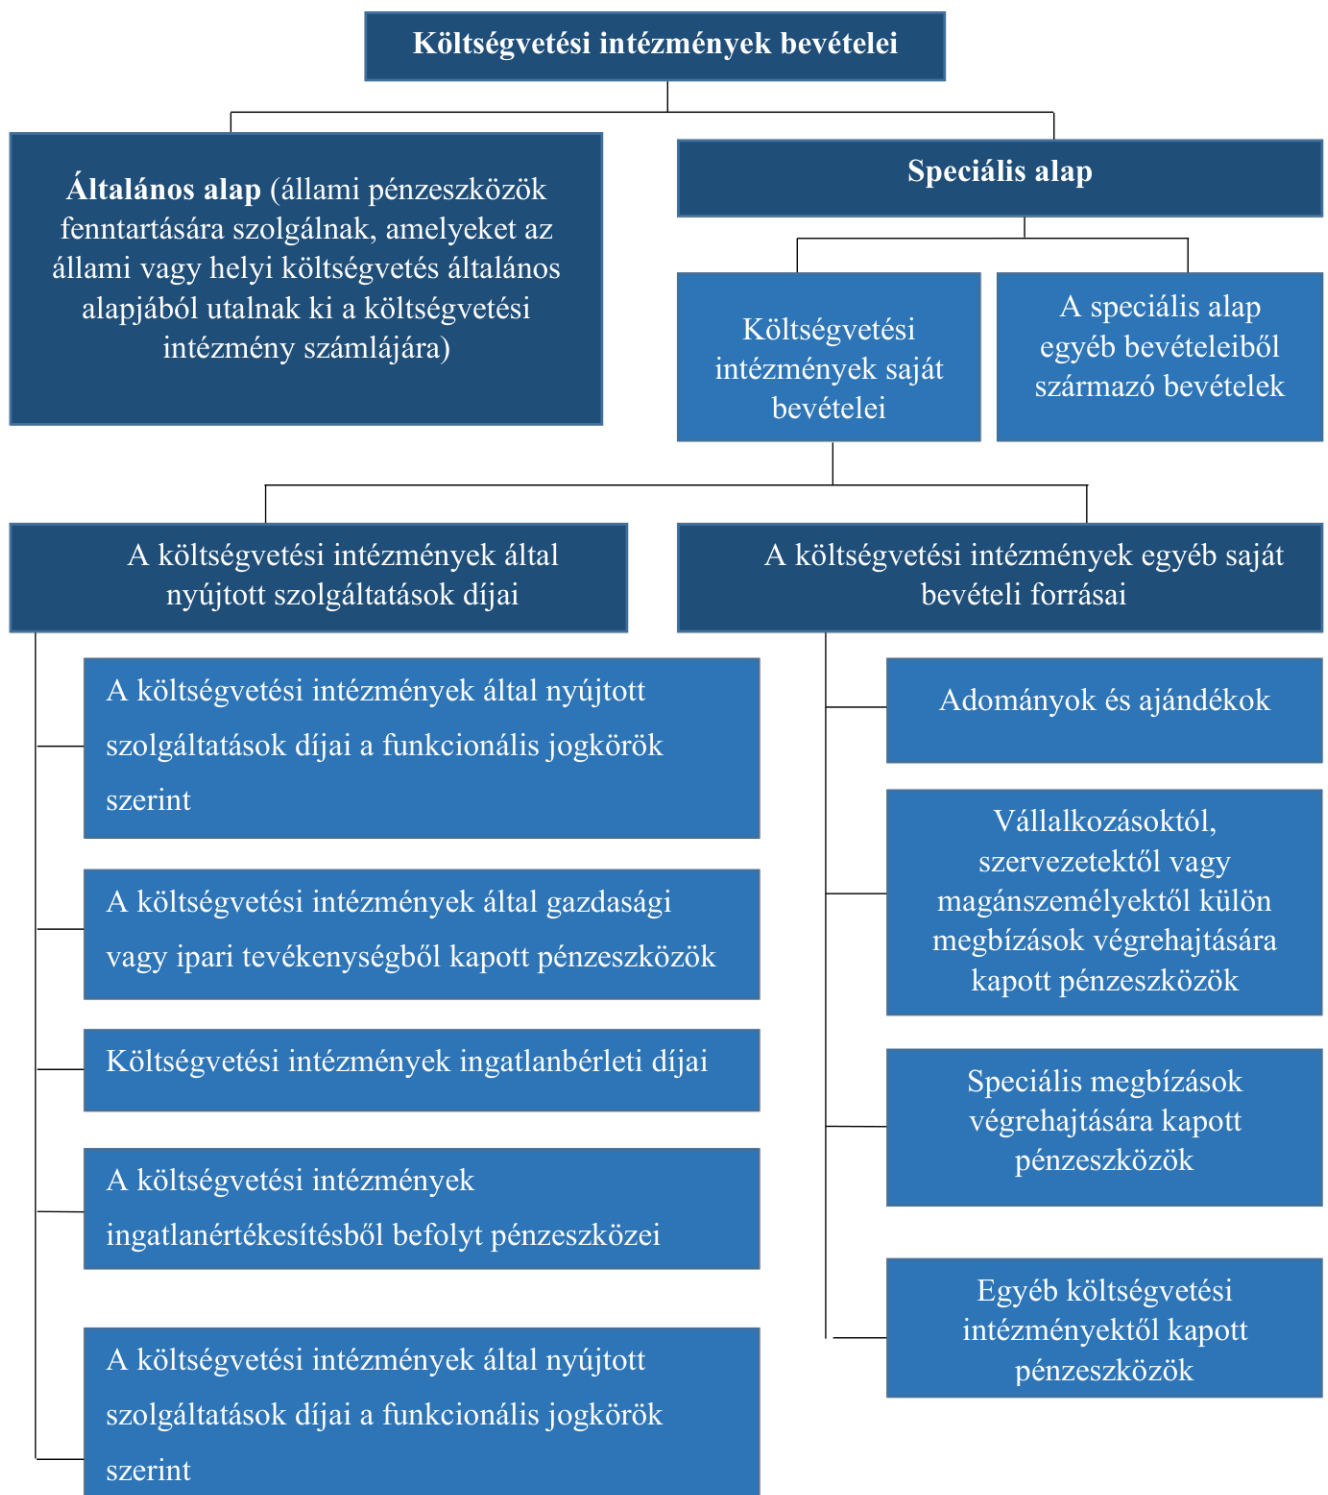 Költségvetési intézmények bevételei
Általános alap (állami pénzeszközök
fenntartására szolgálnak, amelyeket az
állami vagy helyi költségvetés általános
alapjából utalnak ki a költségvetési
intézmény számlájára)
Speciális alap
Költségvetési
intézmények saját
bevételei
A speciális alap
egyéb bevételeiből
származó bevételek
A költségvetési intézmények által
nyújtott szolgáltatások díjai
A költségvetési intézmények egyéb saját
bevételi forrásai
A költségvetési intézmények által nyújtott
szolgáltatások díjai a funkcionális jogkörök
szerint
A költségvetési intézmények által gazdasági
vagy ipari tevékenységből kapott pénzeszközök
Költségvetési intézmények ingatlanbérleti díjai
A költségvetési intézmények
ingatlanértékesítésből befolyt pénzeszközei
A költségvetési intézmények által nyújtott
szolgáltatások díjai a funkcionális jogkörök
szerint
Adományok és ajándékok
Vállalkozásoktól,
szervezetektől vagy
magánszemélyektől külön
megbízások végrehajtására
kapott pénzeszközök
Speciális megbízások
végrehajtására kapott
pénzeszközök
Egyéb költségvetési
intézményektől kapott
pénzeszközök